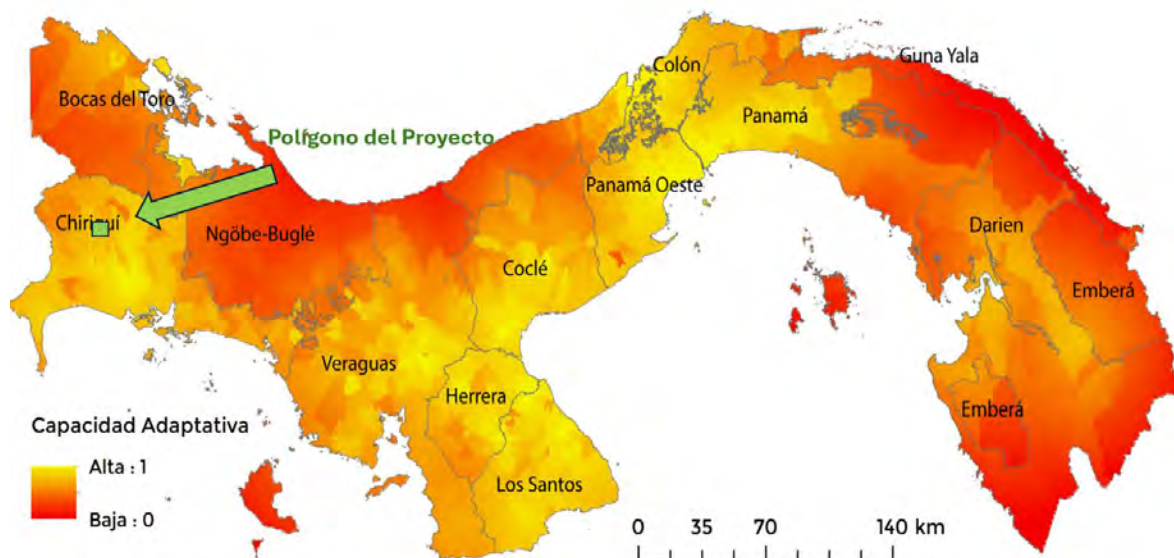 Guna Yala
Colón
Bocas del Toro
Panamá
Polígono del Proyecto
Panamá Oeste
Chiriquí
Ngöbe-Buglé
Darien
Coclé
Emberá
Veraguas
Herrera
Emberá
Los Santos
Capacidad Adaptativa
Alta : 1
Baja : 0
0 35 70 140 km